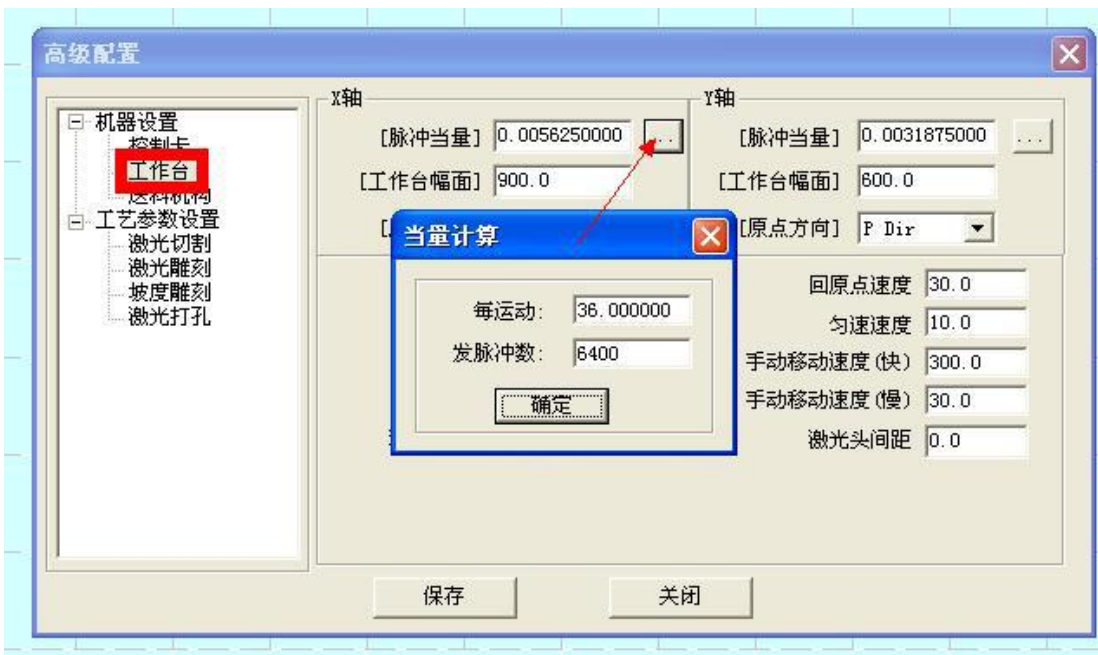 高级配置
机器设置
控制卡
工作台
送料机构
工艺参数设置
激光切割
激光雕刻
坡度雕刻
激光打孔
X轴
[脉冲当量] 0.0056250000 ...
[工作台幅面] 900.0
[
Y轴
[脉冲当量] 0.0031875000 ...
[工作台幅面] 600.0
[原点方向] P Dir
当量计算
每运动: 36.000000
发脉冲数: 6400
确定
回原点速度 30.0
匀速速度 10.0
手动移动速度(快) 300.0
手动移动速度(慢) 30.0
激光头间距 0.0
保存 关闭